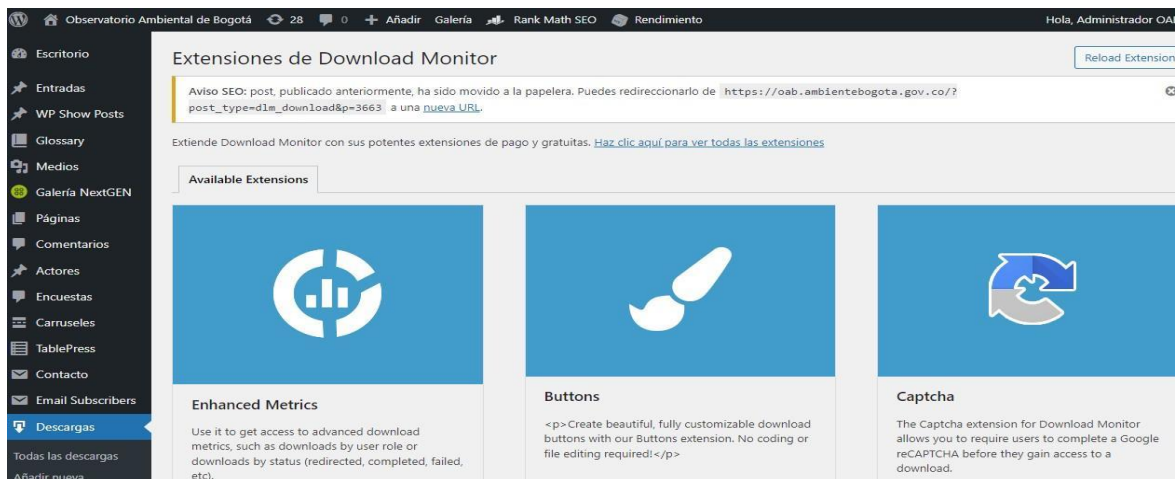 Observatorio Ambiental de Bogotá 28 0 Añadir Galería Rank Math SEO Rendimiento Hola, Administrador OAB
Escritorio
Entradas
WP Show Posts
Glossary
Medios
Galería NextGEN
Páginas
Comentarios
Actores
Encuestas
Carruseles
TablePress
Contacto
Email Subscribers
Descargas
Todas las descargas
Añadir nueva
Extensiones de Download Monitor
Reload Extension
Aviso SEO: post, publicado anteriormente, ha sido movido a la papelera. Puedes redireccionarlo de https://oab.ambientebogota.gov.co/?
post_type=dlm_download&p=3663 a una nueva URL.
Extiende Download Monitor con sus potentes extensiones de pago y gratuitas. Haz clic aquí para ver todas las extensiones
Available Extensions
Enhanced Metrics
Use it to get access to advanced download
metrics, such as downloads by user role or
downloads by status (redirected, completed, failed,
etc).
Buttons
<p>Create beautiful, fully customizable download
buttons with our Buttons extension. No coding or
file editing required!</p>
Captcha
The Captcha extension for Download Monitor
allows you to require users to complete a Google
reCAPTCHA before they gain access to a
download.